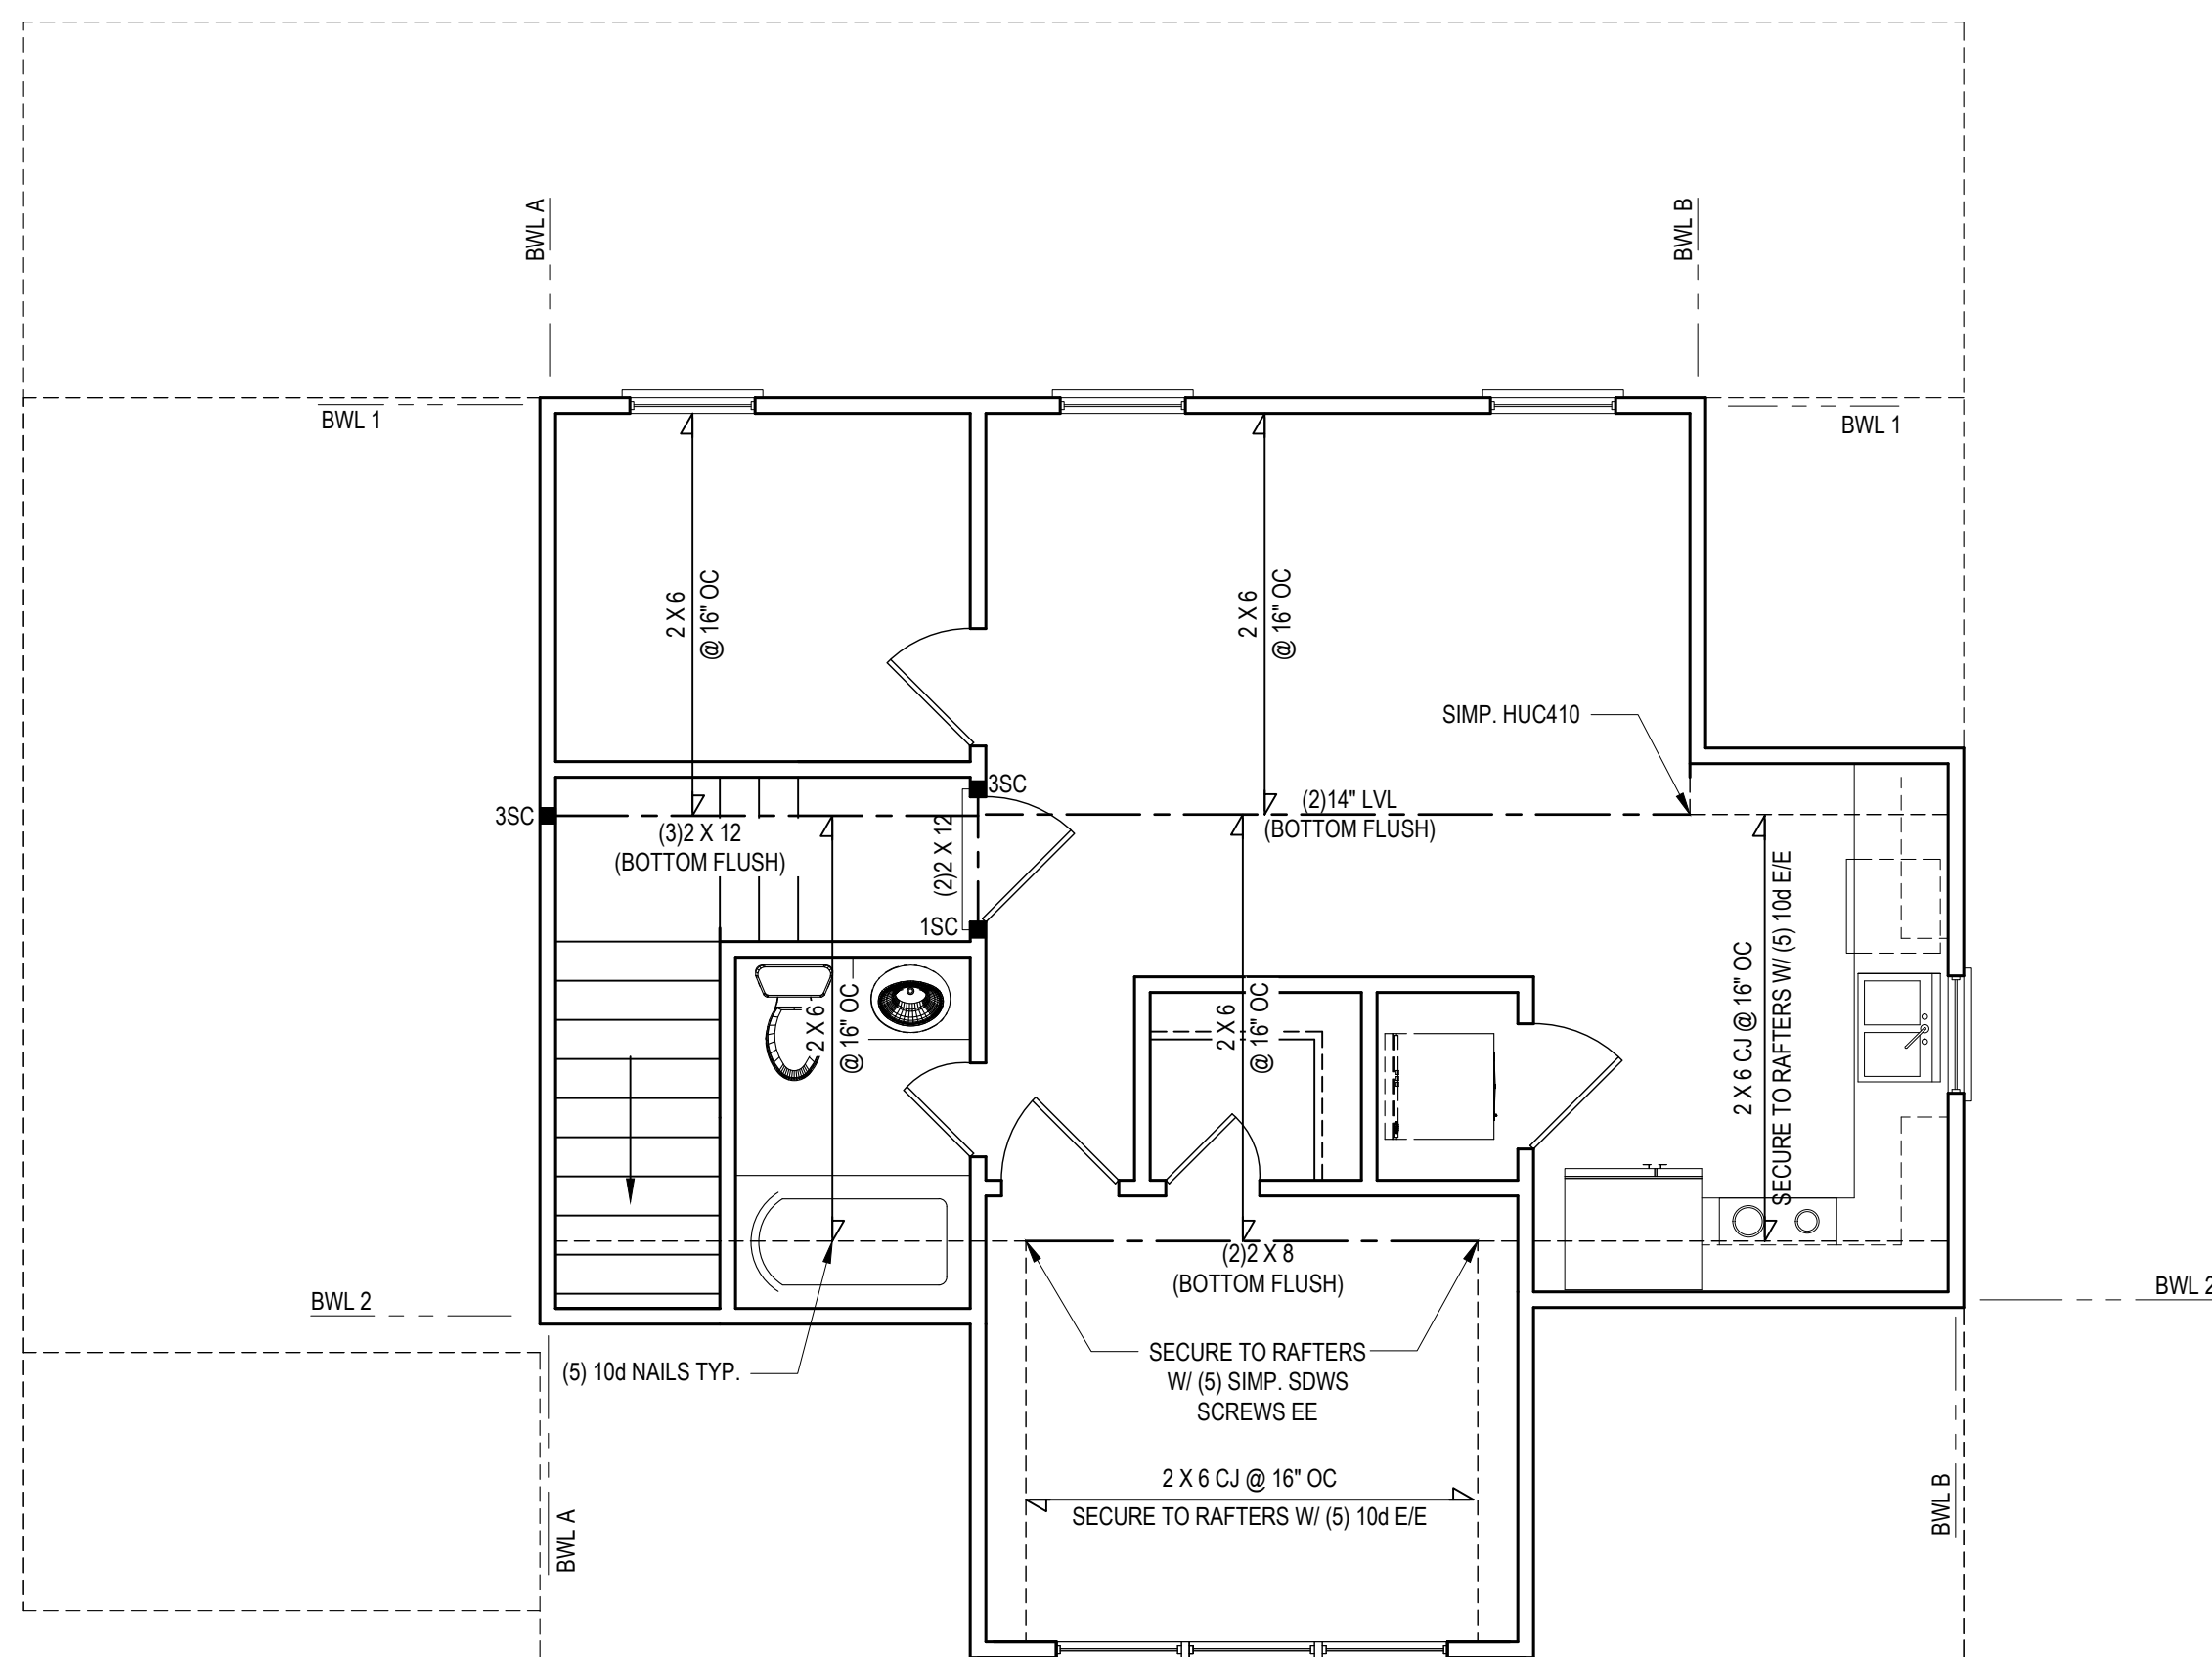 BWL A
BWL B
BWL 1
BWL 1
2 X 6
@ 16" OC
2 X 6
@ 16" OC
SIMP. HUC410
3SC
3SC
(3)2 X 12
(BOTTOM FLUSH)
(2)2 X 12
(2)14" LVL
(BOTTOM FLUSH)
1SC
2 X 6
@ 16" OC
2 X 6
@ 16" OC
2 X 6 CJ @ 16" OC
SECURE TO RAFTERS W/ (5) 10d E/E
(2)2 X 8
(BOTTOM FLUSH)
BWL 2
BWL 2
(5) 10d NAILS TYP.
SECURE TO RAFTERS
W/ (5) SIMP. SDWS
SCREWS EE
2 X 6 CJ @ 16" OC
SECURE TO RAFTERS W/ (5) 10d E/E
BWL A
BWL B